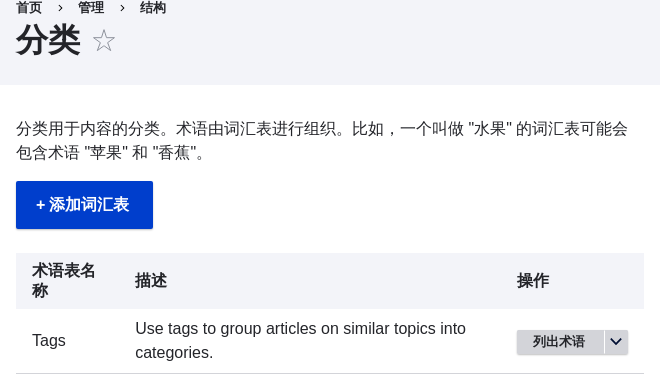 首页 › 管理 › 结构
分类
分类用于内容的分类。术语由词汇表进行组织。比如，一个叫做 "水果" 的词汇表可能会
包含术语 "苹果" 和 "香蕉"。
+ 添加词汇表
术语表名
称
描述
操作
Tags
Use tags to group articles on similar topics into
categories.
列出术语